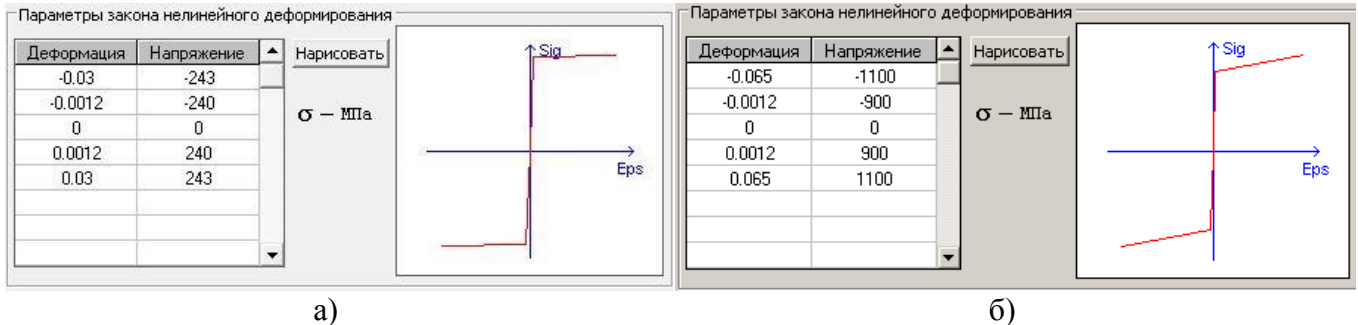 Параметры закона нелинейного деформирования
Деформация Напряжение
-0.03 -243
-0.0012 -240
0 0
0.0012 240
0.03 243
Нарисовать
σ – МПа
Sig
Eps
а)
Параметры закона нелинейного деформирования
Деформация Напряжение
-0.065 -1100
-0.0012 -900
0 0
0.0012 900
0.065 1100
Нарисовать
σ – МПа
Sig
Eps
б)